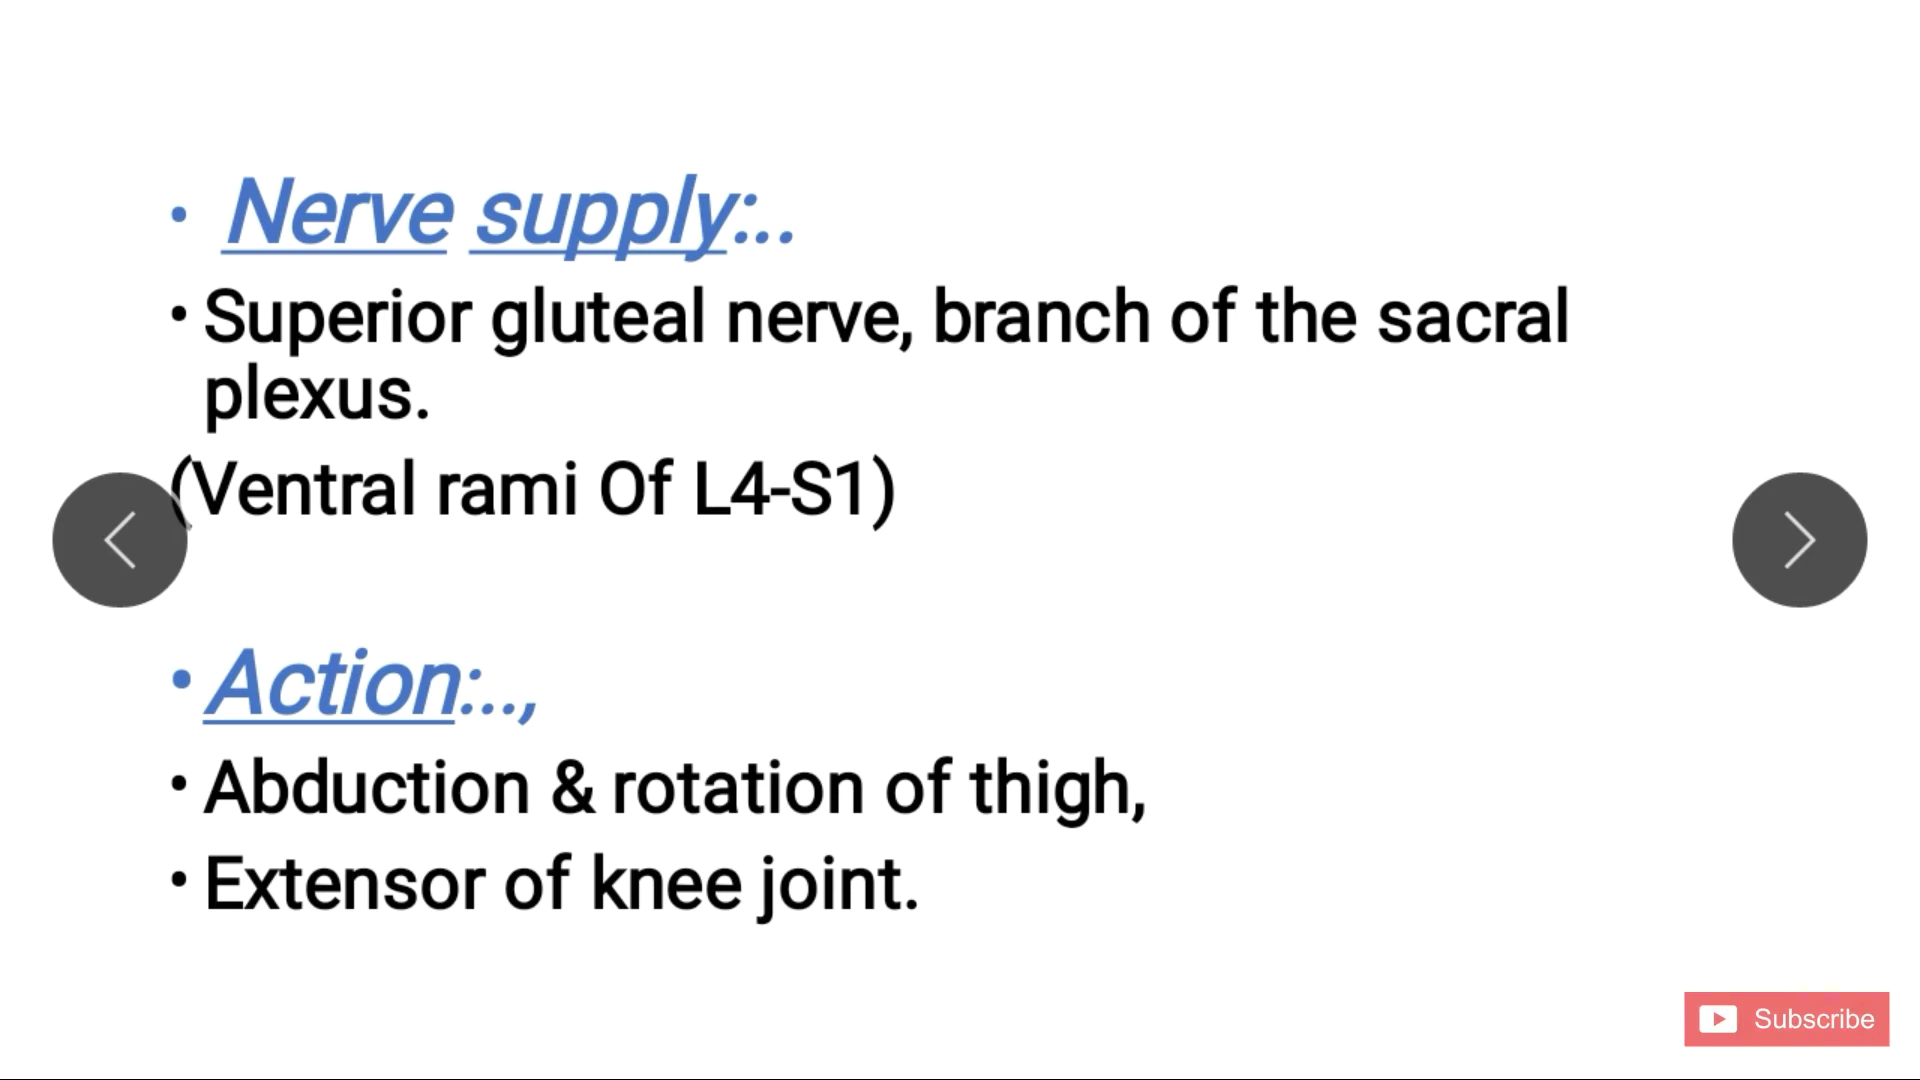 • Nerve supply:..
• Superior gluteal nerve, branch of the sacral
plexus.
(Ventral rami Of L4-S1)
• Action:..,
• Abduction & rotation of thigh,
• Extensor of knee joint.
Subscribe